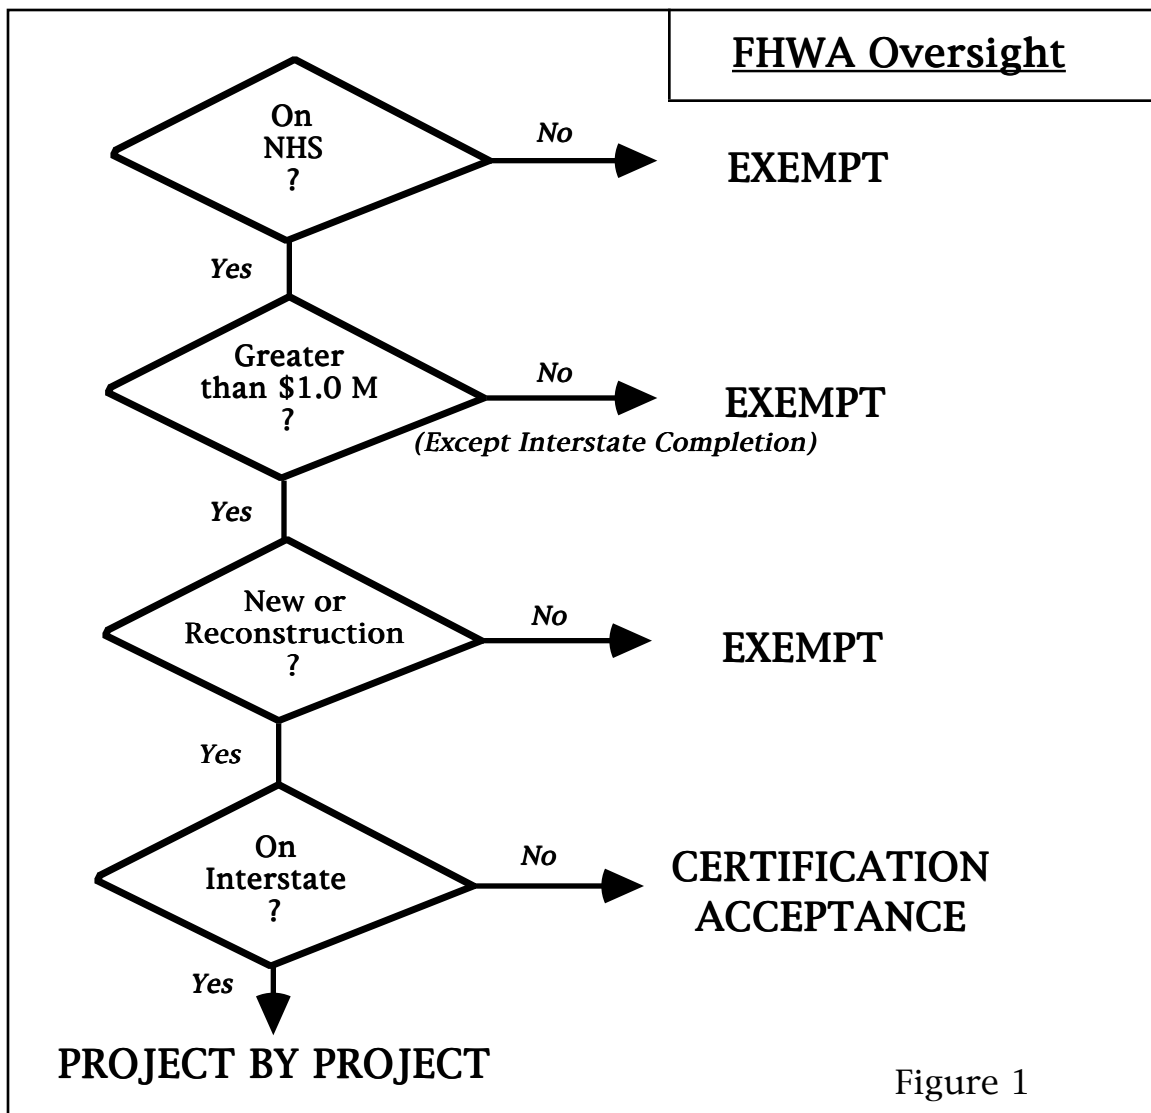 FHWA Oversight
On
NHS
?
No
EXEMPT
Yes
Greater
than $1.0 M
?
No
EXEMPT
(Except Interstate Completion)
Yes
New or
Reconstruction
?
No
EXEMPT
Yes
On
Interstate
?
No
CERTIFICATION
ACCEPTANCE
Yes
PROJECT BY PROJECT
Figure 1